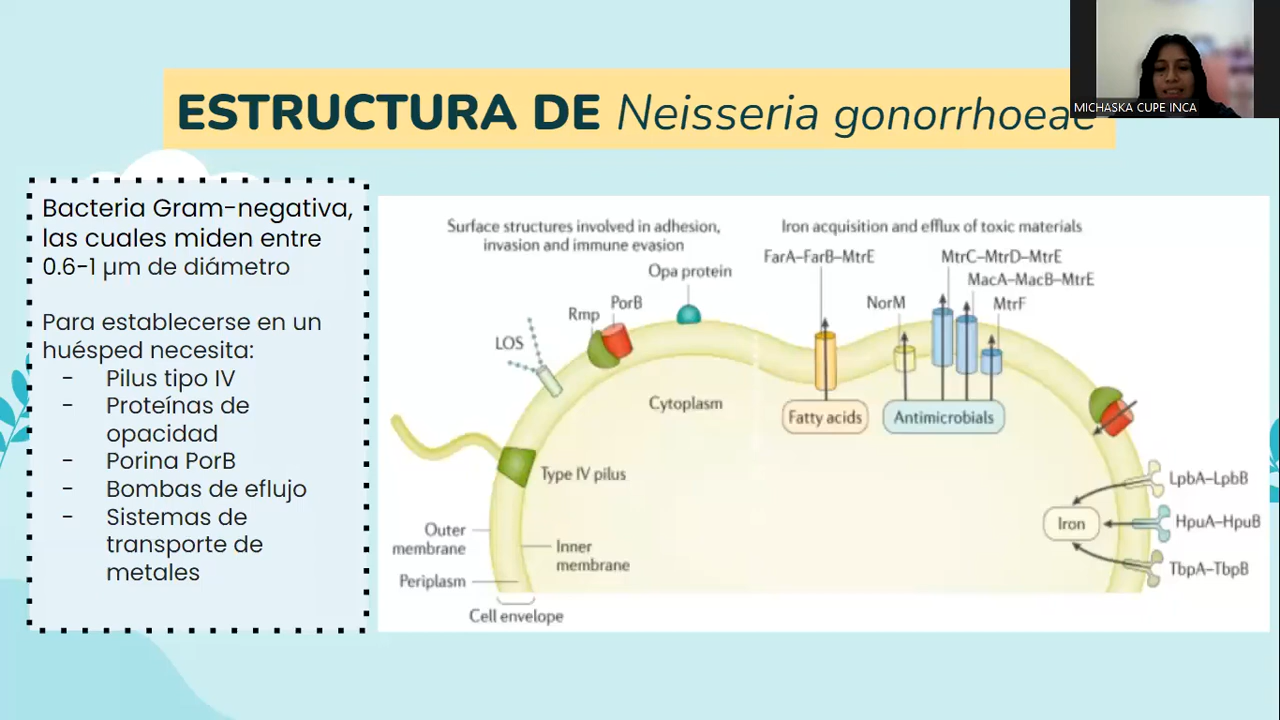 MICHASKA CUPE INCA
ESTRUCTURA DE Neisseria gonorrhoeae
Bacteria Gram-negativa,
las cuales miden entre
0.6-1 µm de diámetro
Para establecerse en un
huésped necesita:
- Pilus tipo IV
- Proteínas de
opacidad
- Porina PorB
- Bombas de eflujo
- Sistemas de
transporte de
metales
Surface structures involved in adhesion,
invasion and immune evasion
Opa protein
PorB
Rmp
LOS
Cytoplasm
Type IV pilus
Outer
membrane
Inner
membrane
Periplasm
Cell envelope
Iron acquisition and efflux of toxic materials
FarA–FarB–MtrE
MtrC–MtrD–MtrE
MacA–MacB–MtrE
NorM
MtrF
Fatty acids
Antimicrobials
LpbA–LpbB
Iron
HpuA–HpuB
TbpA–TbpB